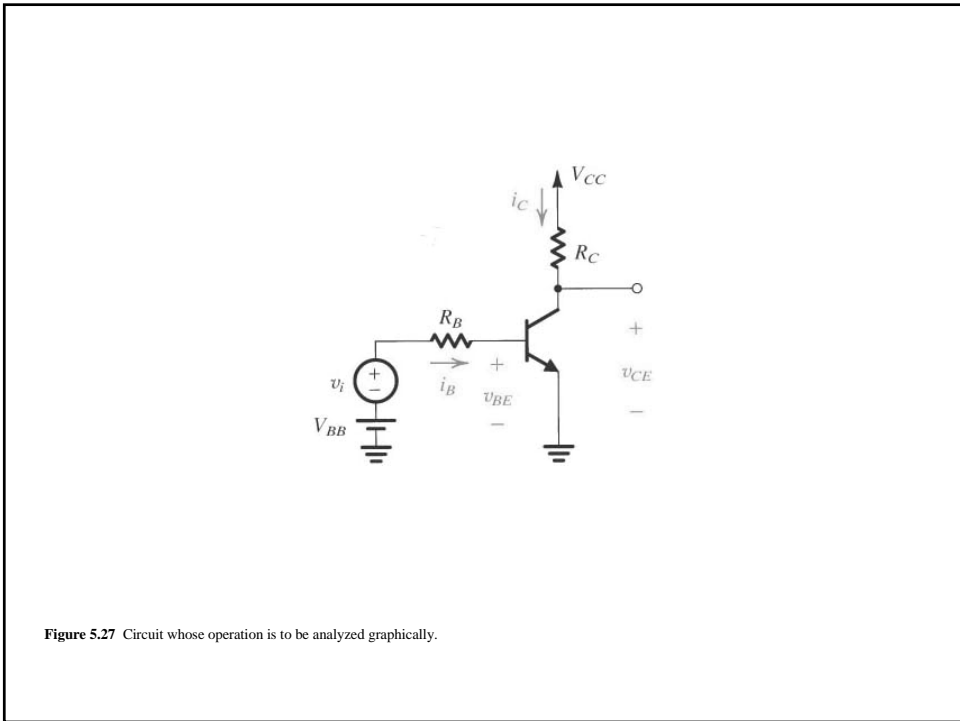 V_CC
i_C
R_C
R_B
+
+
+
−
v_i
i_B
v_BE
v_CE
−
−
V_BB
Figure 5.27 Circuit whose operation is to be analyzed graphically.